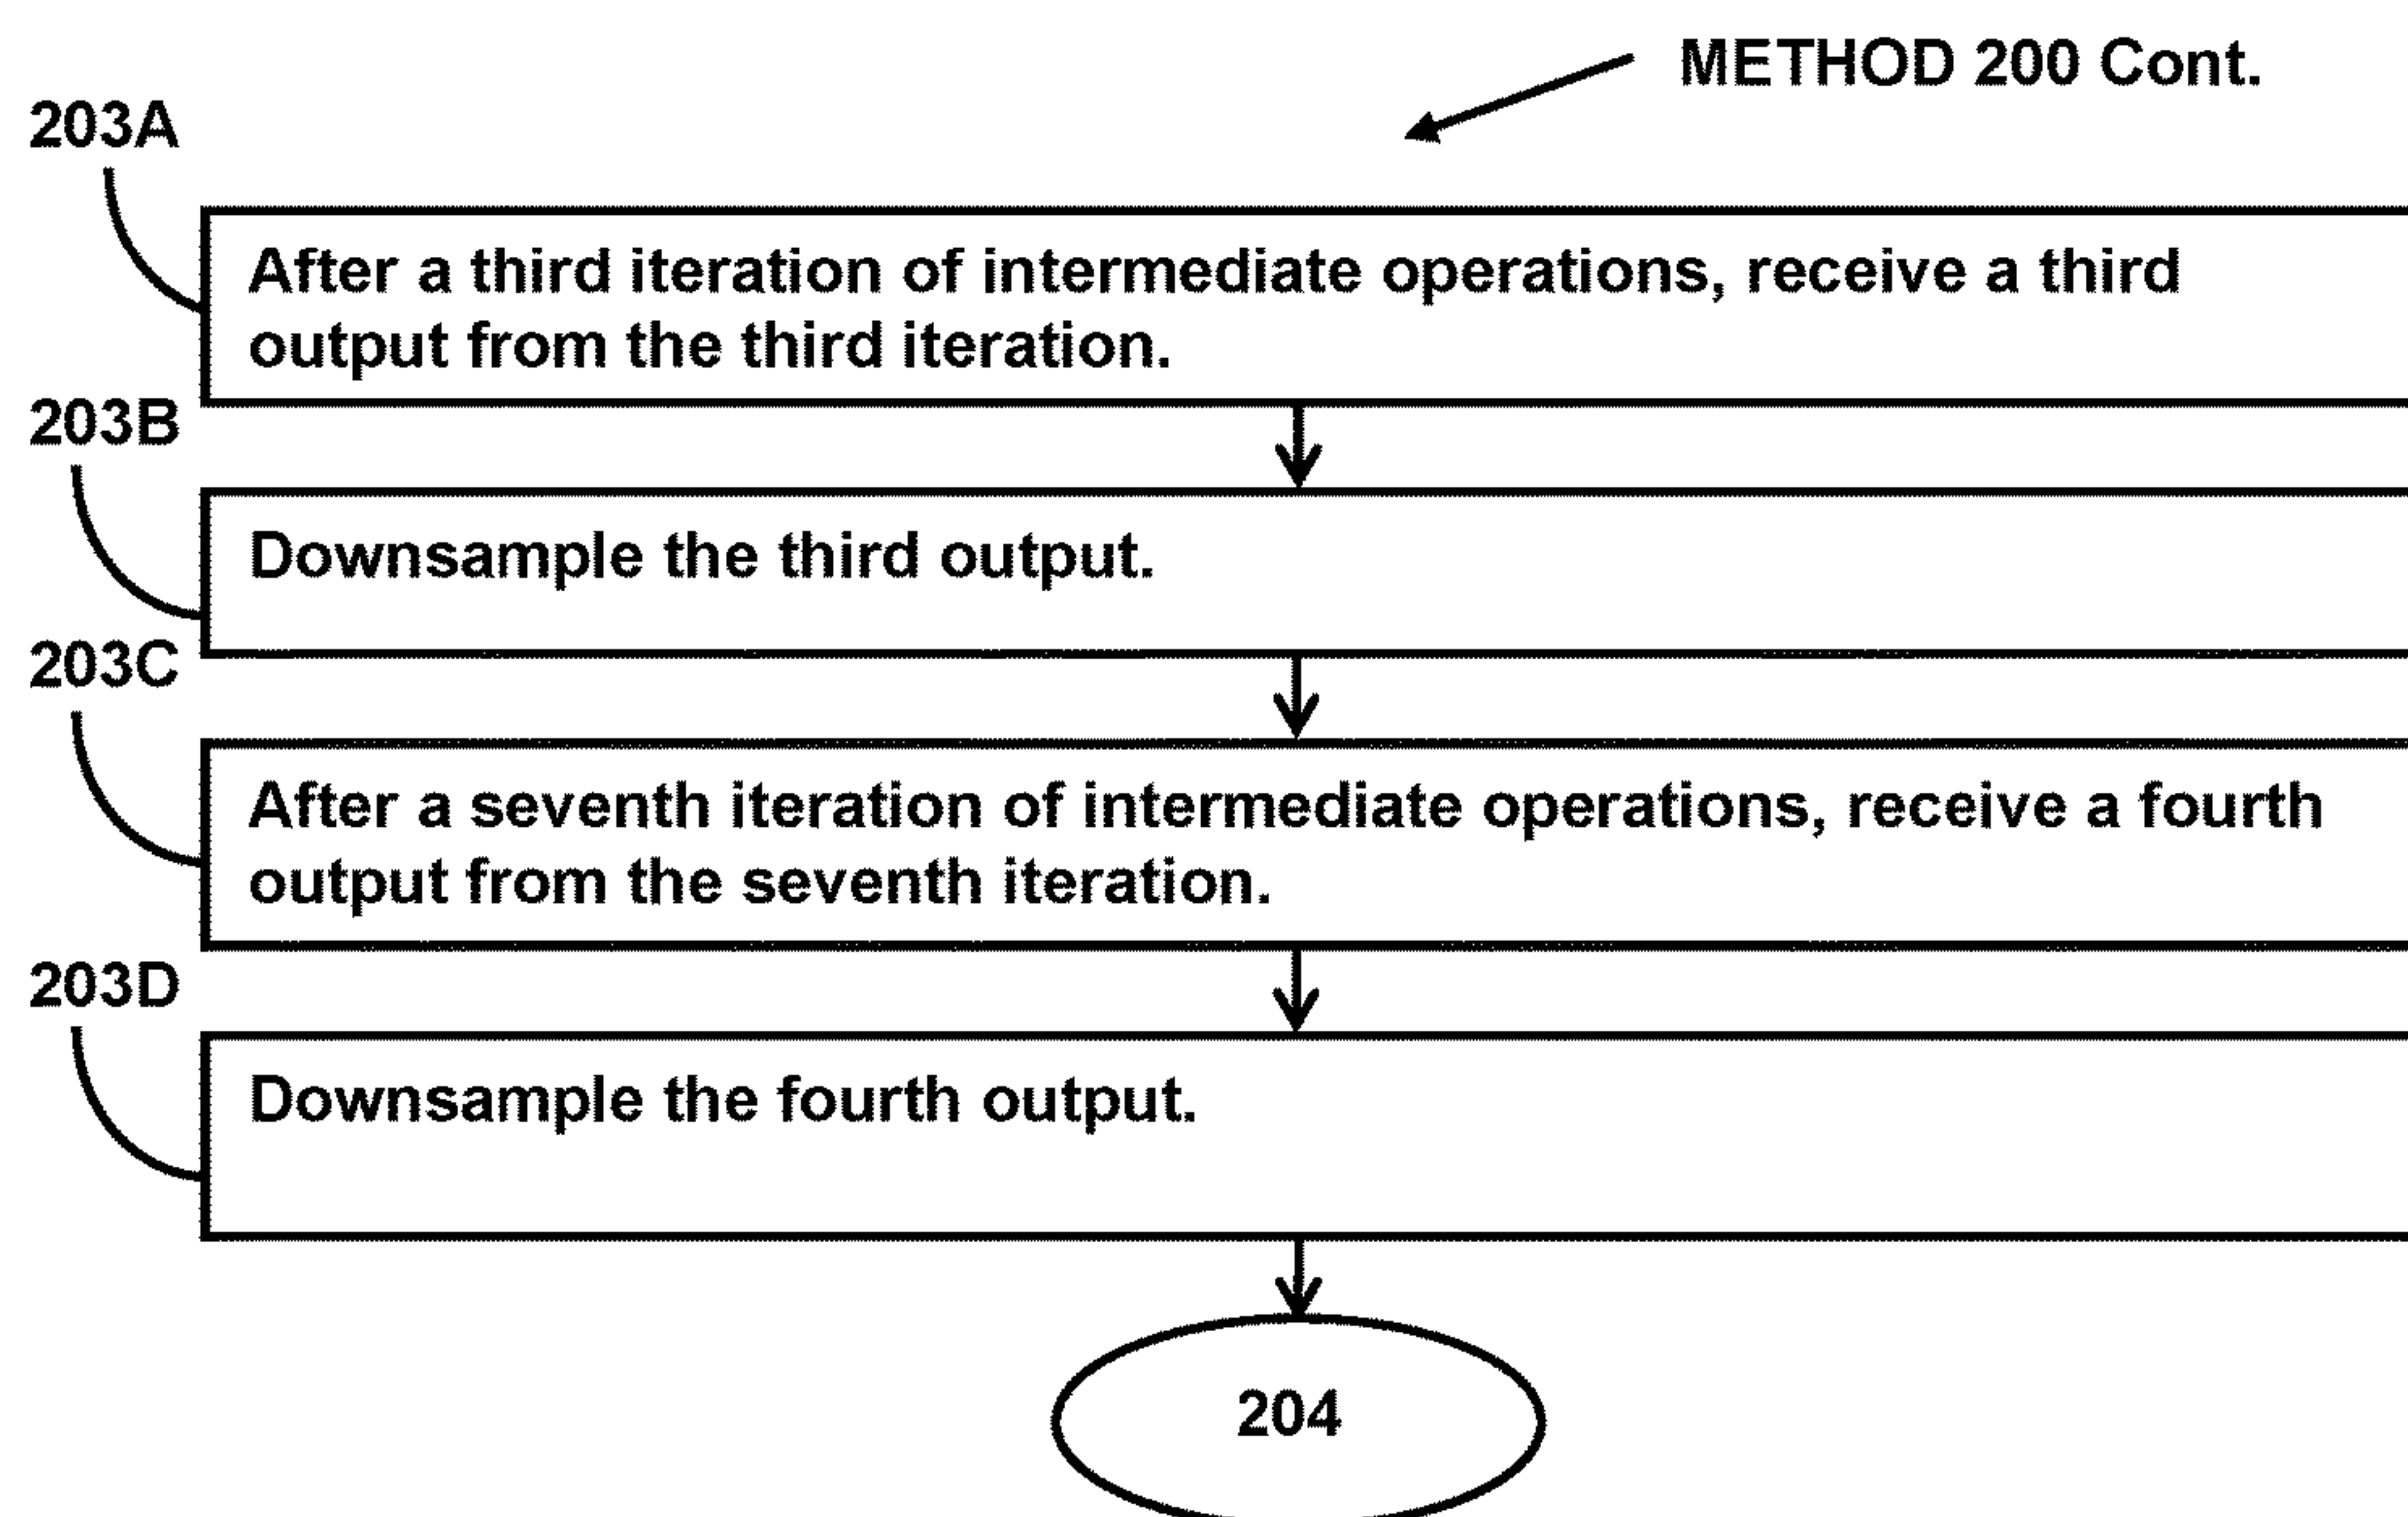 METHOD 200 Cont.
203A
After a third iteration of intermediate operations, receive a third
output from the third iteration.
203B
Downsample the third output.
203C
After a seventh iteration of intermediate operations, receive a fourth
output from the seventh iteration.
203D
Downsample the fourth output.
204